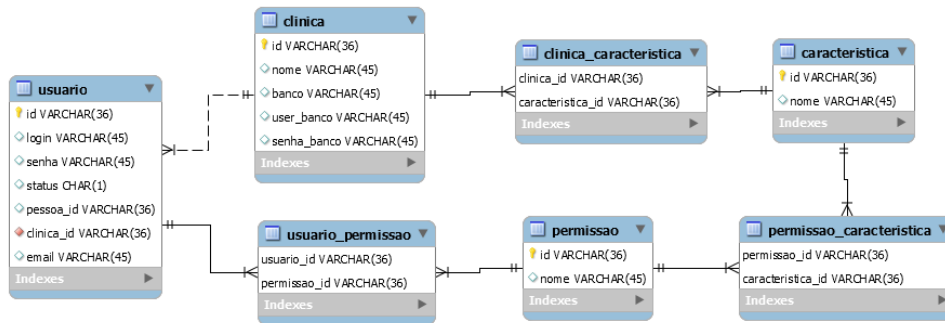 clinica
id VARCHAR(36)
nome VARCHAR(45)
banco VARCHAR(45)
user_banco VARCHAR(45)
senha_banco VARCHAR(45)
Indexes
clinica_caracteristica
clinica_id VARCHAR(36)
caracteristica_id VARCHAR(36)
Indexes
caracteristica
id VARCHAR(36)
nome VARCHAR(45)
Indexes
usuario
id VARCHAR(36)
login VARCHAR(45)
senha VARCHAR(45)
status CHAR(1)
pessoa_id VARCHAR(36)
clinica_id VARCHAR(36)
email VARCHAR(45)
Indexes
usuario_permissao
usuario_id VARCHAR(36)
permissao_id VARCHAR(36)
Indexes
permissao
id VARCHAR(36)
nome VARCHAR(45)
Indexes
permissao_caracteristica
permissao_id VARCHAR(36)
caracteristica_id VARCHAR(36)
Indexes